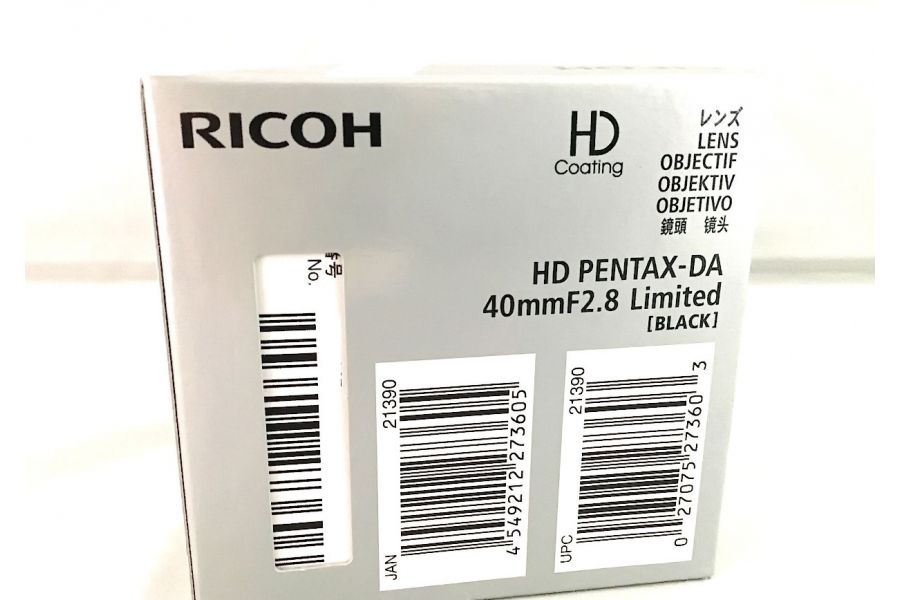 RICOH
HD
Coating
レンズ
LENS
OBJECTIF
OBJEKTIV
OBJETIVO
鏡頭 镜头
HD PENTAX-DA
40mmF2.8 Limited
[BLACK]
号
No.
21390
JAN
4 549212 273605
21390
UPC
0 27075 27360 3